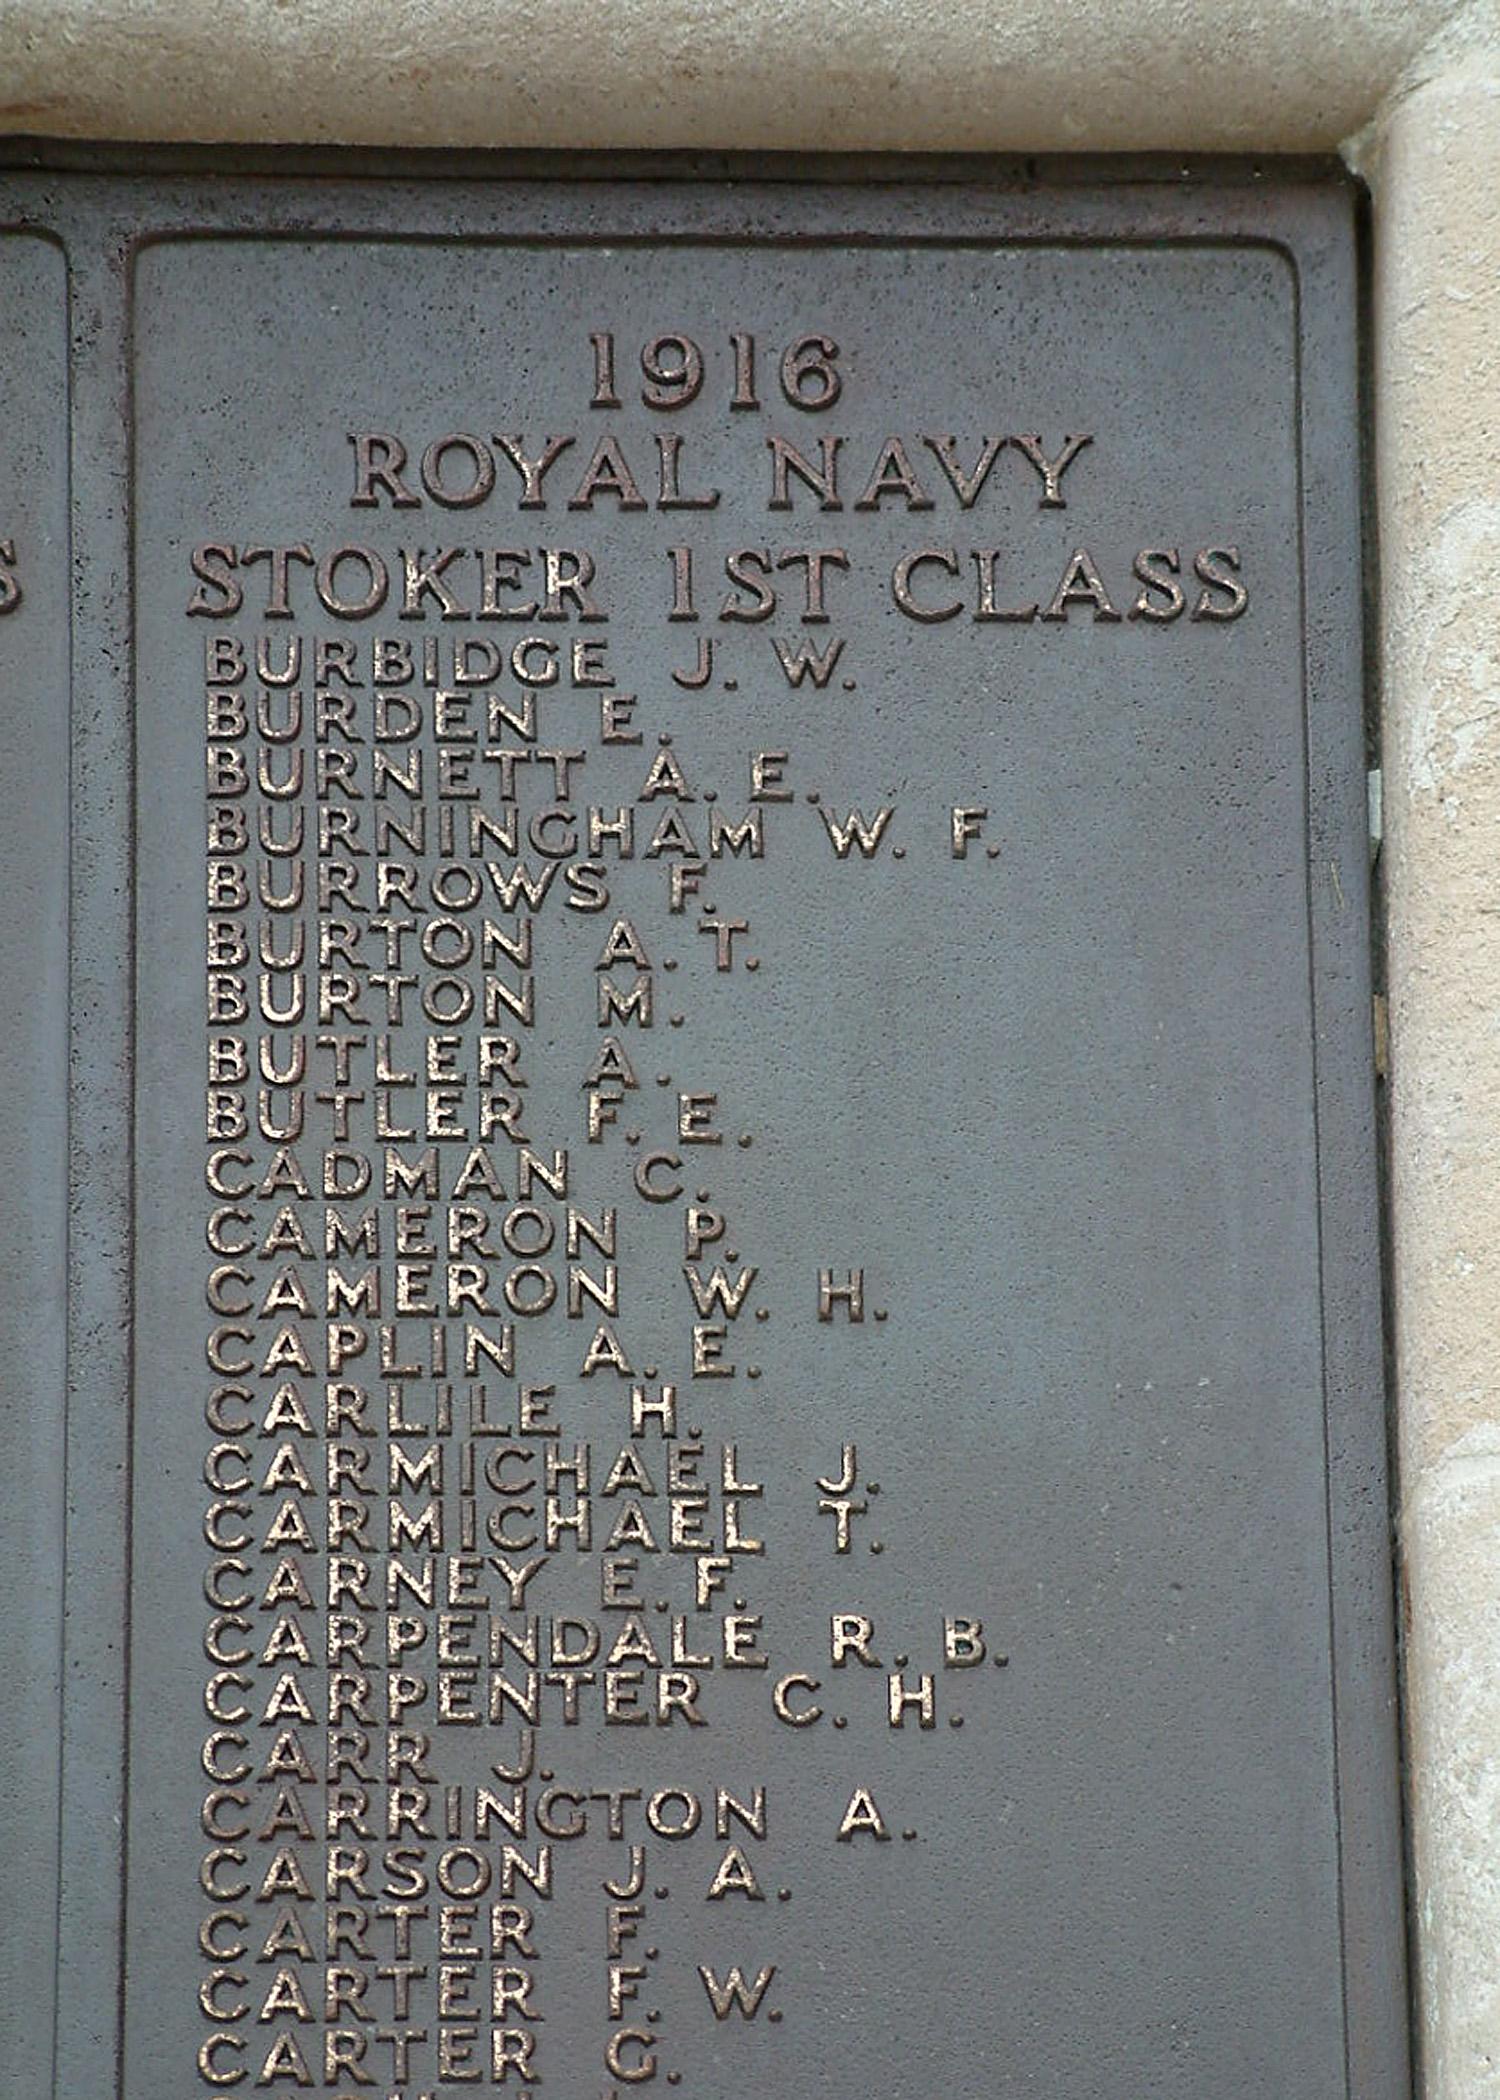 1916
ROYAL NAVY
STOKER 1ST CLASS
BURBIDGE J. W.
BURDEN E.
BURNETT A. E.
BURNINGHAM W. F.
BURROWS F.
BURTON A. T.
BURTON M.
BUTLER A.
BUTLER F. E.
CADMAN C.
CAMERON P.
CAMERON W. H.
CAPLIN A. E.
CARLILE H.
CARMICHAEL J.
CARMICHAEL T.
CARNEY E. F.
CARPENDALE R. B.
CARPENTER C. H.
CARR J.
CARRINGTON A.
CARSON J. A.
CARTER F.
CARTER F. W.
CARTER G.